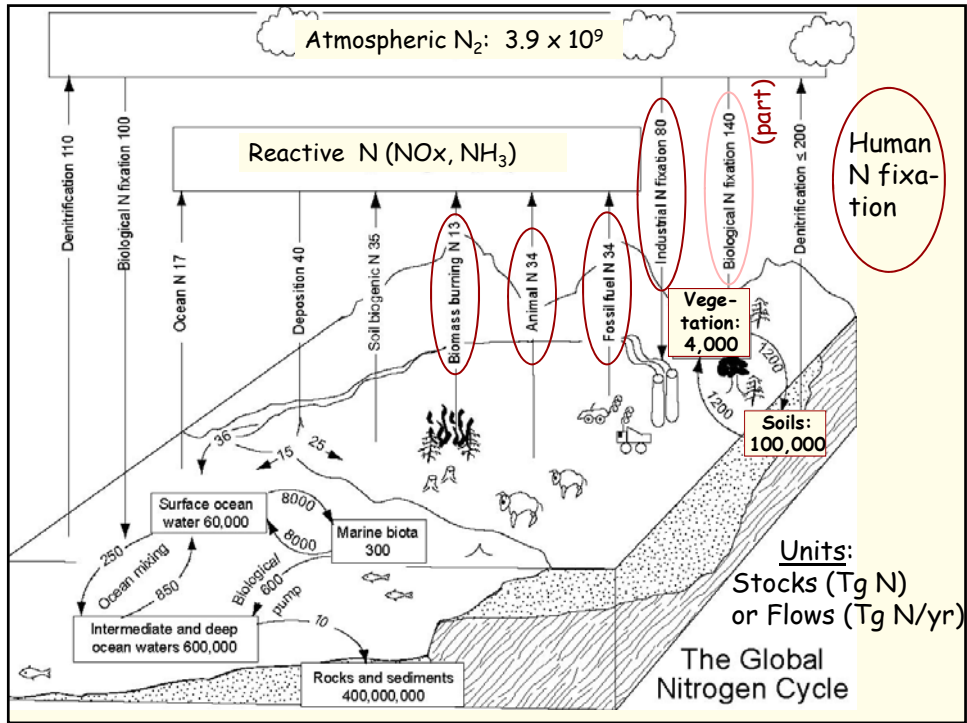 Atmospheric N₂: 3.9 x 10⁹
Denitrification 110
Biological N fixation 100
Reactive N (NOx, NH₃)
Ocean N 17
Deposition 40
Soil biogenic N 35
Biomass burning N 13
Animal N 34
Fossil fuel N 34
Industrial N fixation 80
Biological N fixation 140
(part)
Denitrification ≤ 200
Human
N fixa-
tion
Vege-
tation:
4,000
1200
1200
Soils:
100,000
36
15
25
Surface ocean
water 60,000
8000
8000
Marine biota
300
250
Ocean mixing
850
Biological
600
pump
10
Intermediate and deep
ocean waters 600,000
Rocks and sediments
400,000,000
Units:
Stocks (Tg N)
or Flows (Tg N/yr)
The Global
Nitrogen Cycle